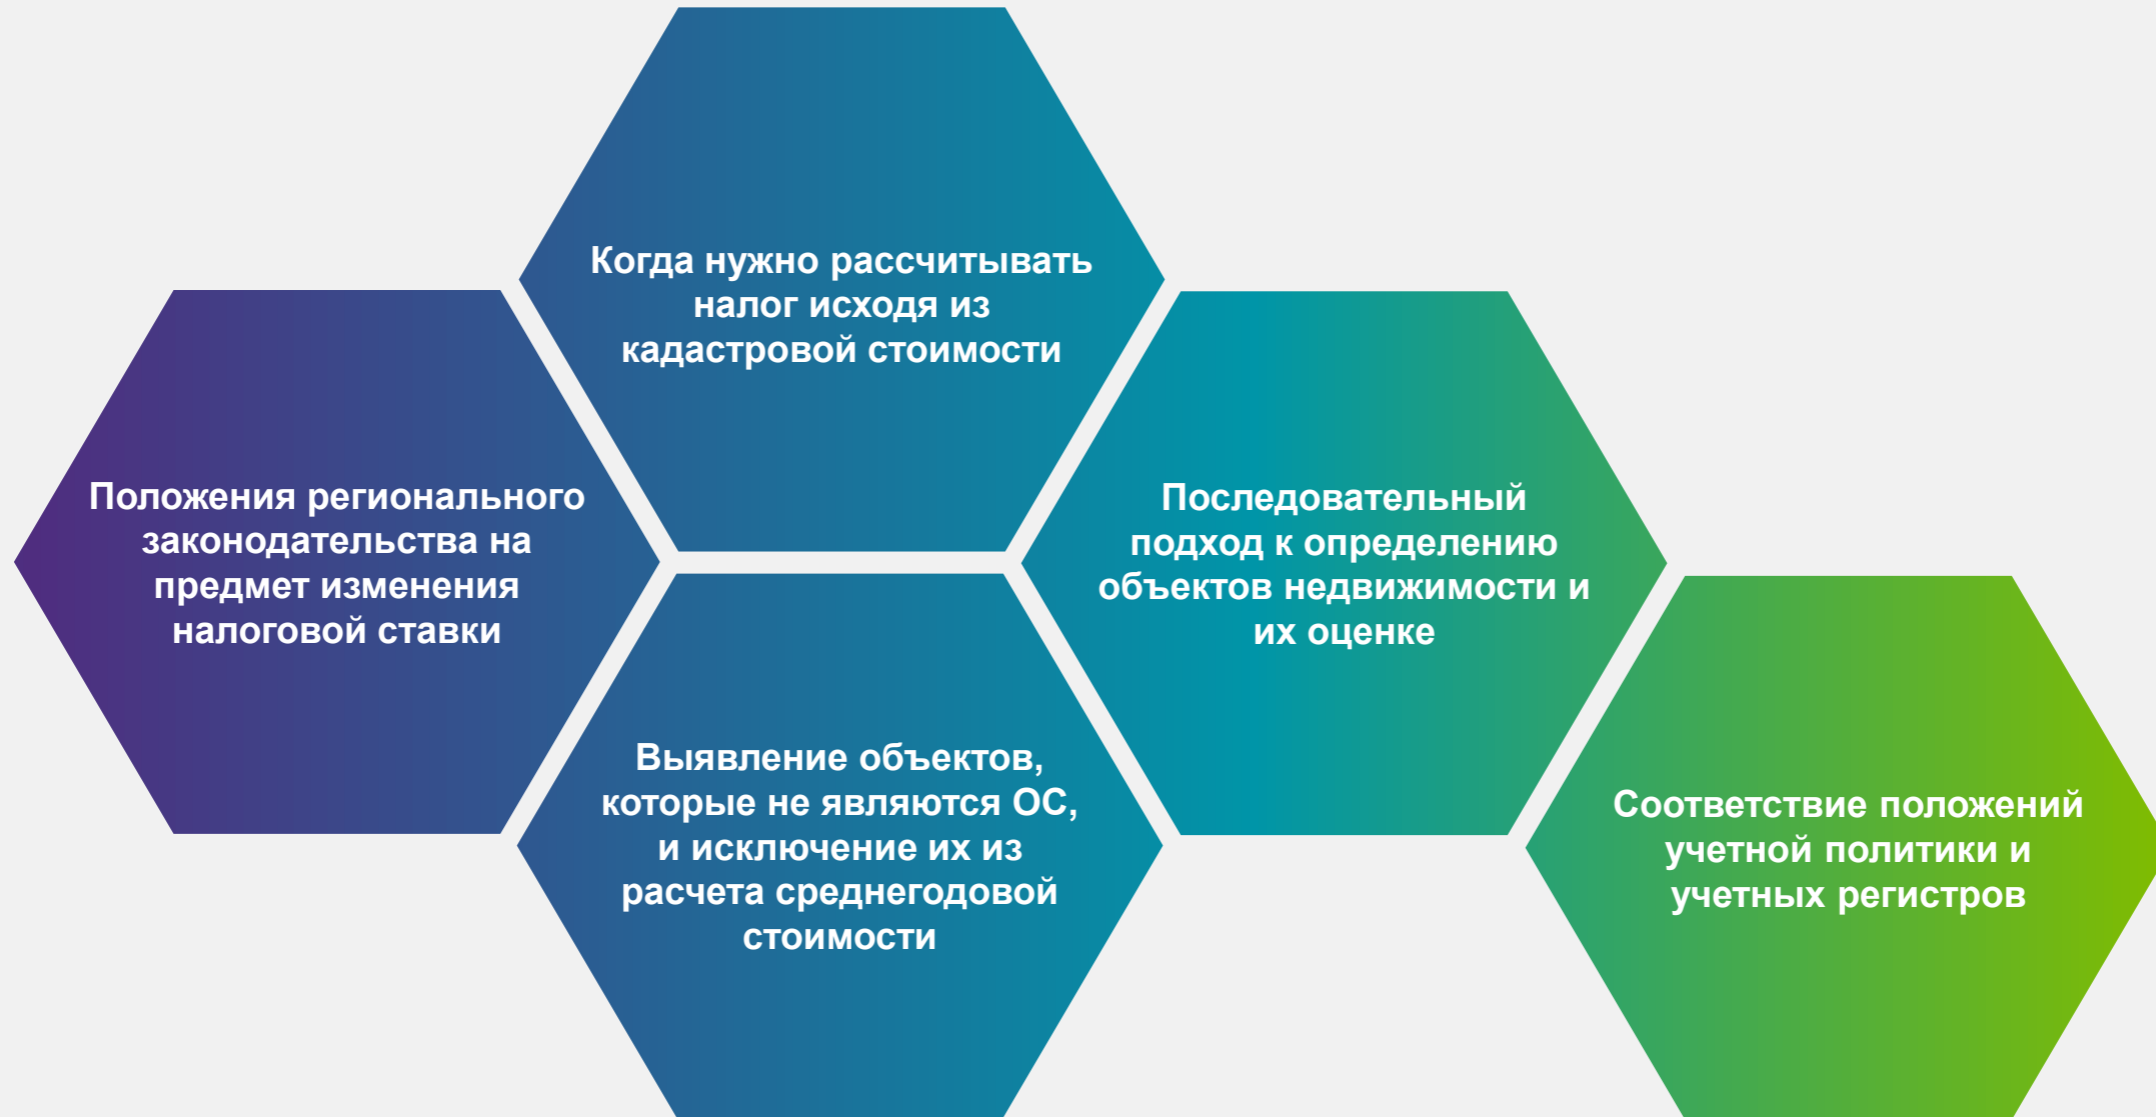 Когда нужно рассчитывать
налог исходя из
кадастровой стоимости
Положения регионального
законодательства на
предмет изменения
налоговой ставки
Последовательный
подход к определению
объектов недвижимости и
их оценке
Выявление объектов,
которые не являются ОС,
и исключение их из
расчета среднегодовой
стоимости
Соответствие положений
учетной политики и
учетных регистров